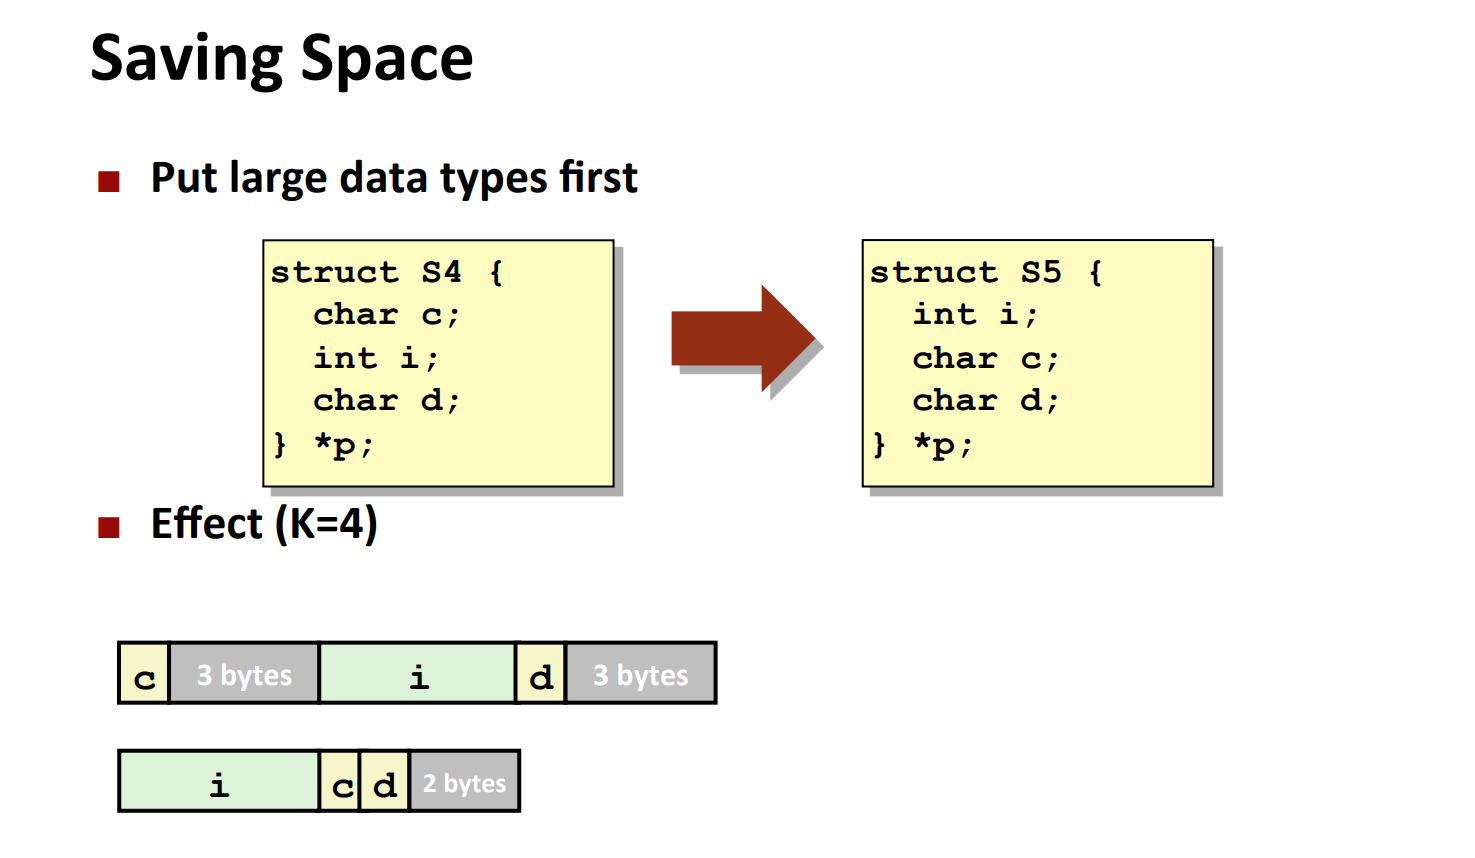 Saving Space
Put large data types first
struct S4 {
  char c;
  int i;
  char d;
} *p;
struct S5 {
  int i;
  char c;
  char d;
} *p;
Effect (K=4)
c 3 bytes i d 3 bytes
i c d 2 bytes